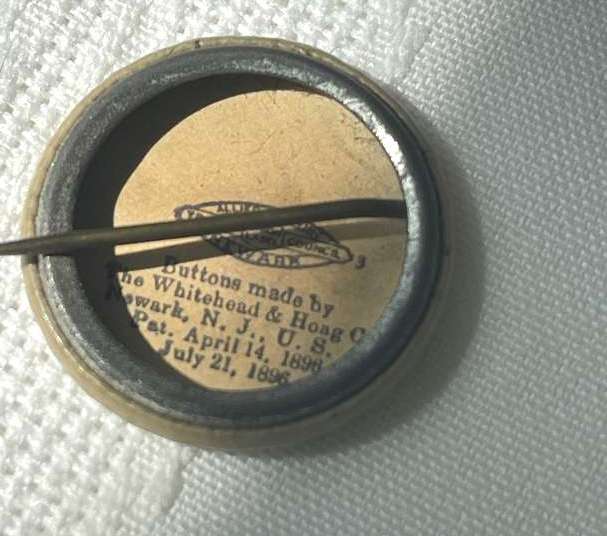 Buttons made by
The Whitehead & Hoag
Newark, N. J., U. S.
Pat. April 14, 1896
July 21, 1896